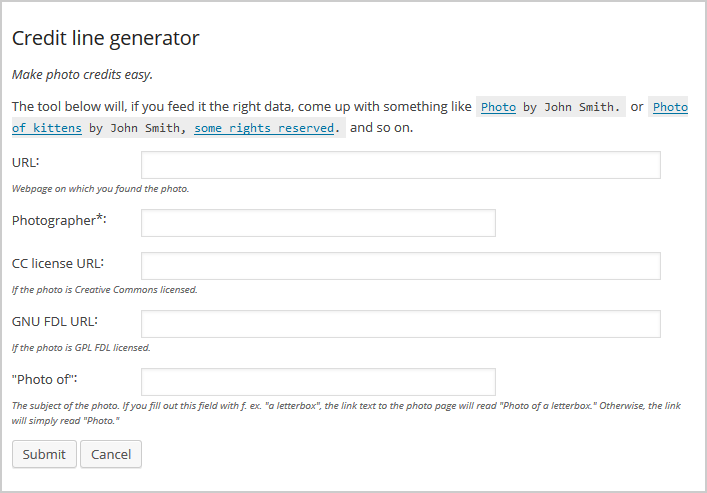 Credit line generator
Make photo credits easy.
The tool below will, if you feed it the right data, come up with something like Photo by John Smith. or Photo
of kittens by John Smith, some rights reserved. and so on.
URL:
Webpage on which you found the photo.
Photographer*:
CC license URL:
If the photo is Creative Commons licensed.
GNU FDL URL:
If the photo is GPL FDL licensed.
"Photo of":
The subject of the photo. If you fill out this field with f. ex. "a letterbox", the link text to the photo page will read "Photo of a letterbox." Otherwise, the link
will simply read "Photo."
Submit Cancel